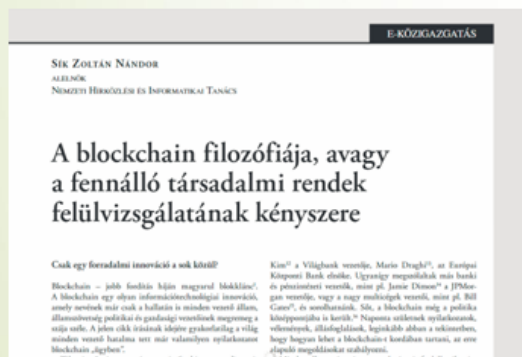 E-KÖZIGAZGATÁS
Sík Zoltán Nándor
alelnök
Nemzeti Hírközlési és Informatikai Tanács
A blockchain filozófiája, avagy
a fennálló társadalmi rendek
felülvizsgálatának kényszere
Csak egy forradalmi innováció a sok közül?
Blockchain – jobb fordítás híján magyarul blokklánc.
A blockchain egy olyan információtechnológiai innováció,
amely nevének már csak a hallatán is minden vezető állam,
államszövetség politikai és gazdasági vezetőinek megremeg a
szája széle. A jelen cikk írásának idejére gyakorlatilag a világ
minden vezető hatalma tett már valamilyen nyilatkozatot
blockchain „ügyben”.
Kim a Világbank vezetője, Mario Draghi, az Európai
Központi Bank elnöke. Ugyanígy megszólaltak más banki
és pénzintézeti vezetők, mint pl. Jamie Dimon a JPMor-
gan vezetője, vagy a nagy multicégek vezetői, mint pl. Bill
Gates, és sorolhatnánk. Sőt, a blockchain még a politika
középpontjába is került. Naponta születnek nyilatkozatok,
vélemények, állásfoglalások, leginkább abban a tekintetben,
hogy hogyan lehet a blockchain-t kordában tartani, az erre
alapuló megoldásokat szabályozni.